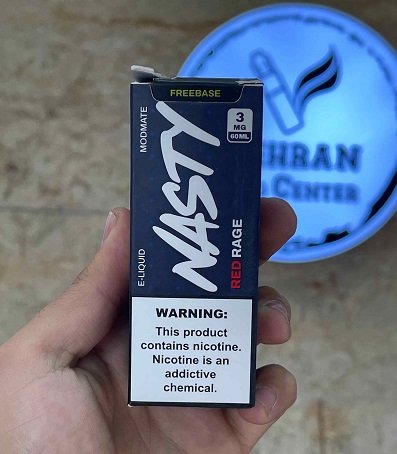 FREEBASE
3
MG
60ML
MODMATE
E-LIQUID
NASTY
RED RAGE
WARNING:
This product
contains nicotine.
Nicotine is an
addictive
chemical.
HRAN
CENTER